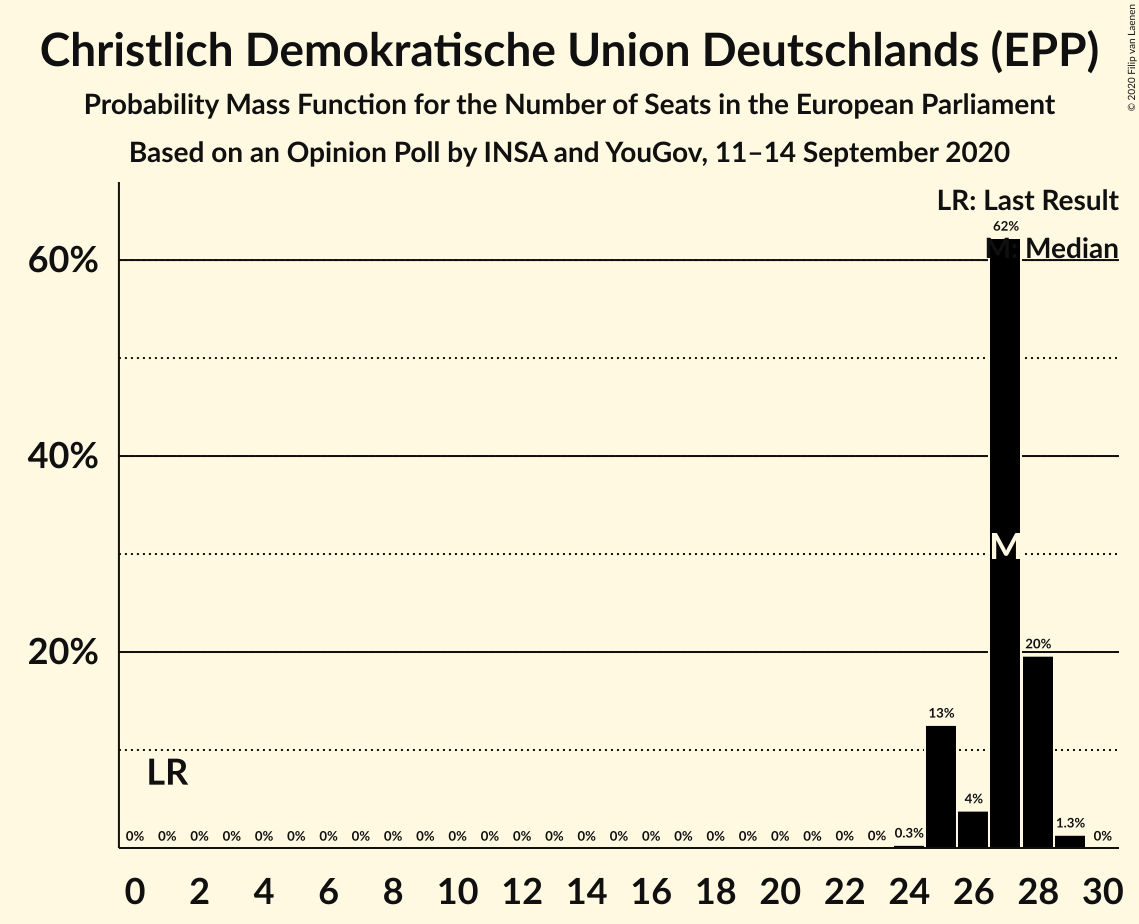 Christlich Demokratische Union Deutschlands (EPP)
Probability Mass Function for the Number of Seats in the European Parliament
Based on an Opinion Poll by INSA and YouGov, 11–14 September 2020
© 2020 Filip van Laenen
LR: Last Result
M: Median
60%
40%
20%
62%
M
20%
13%
LR
4%
1.3%
0.3%
0% 0% 0% 0% 0% 0% 0% 0% 0% 0% 0% 0% 0% 0% 0% 0% 0% 0% 0% 0% 0% 0% 0% 0% 0%
0 2 4 6 8 10 12 14 16 18 20 22 24 26 28 30